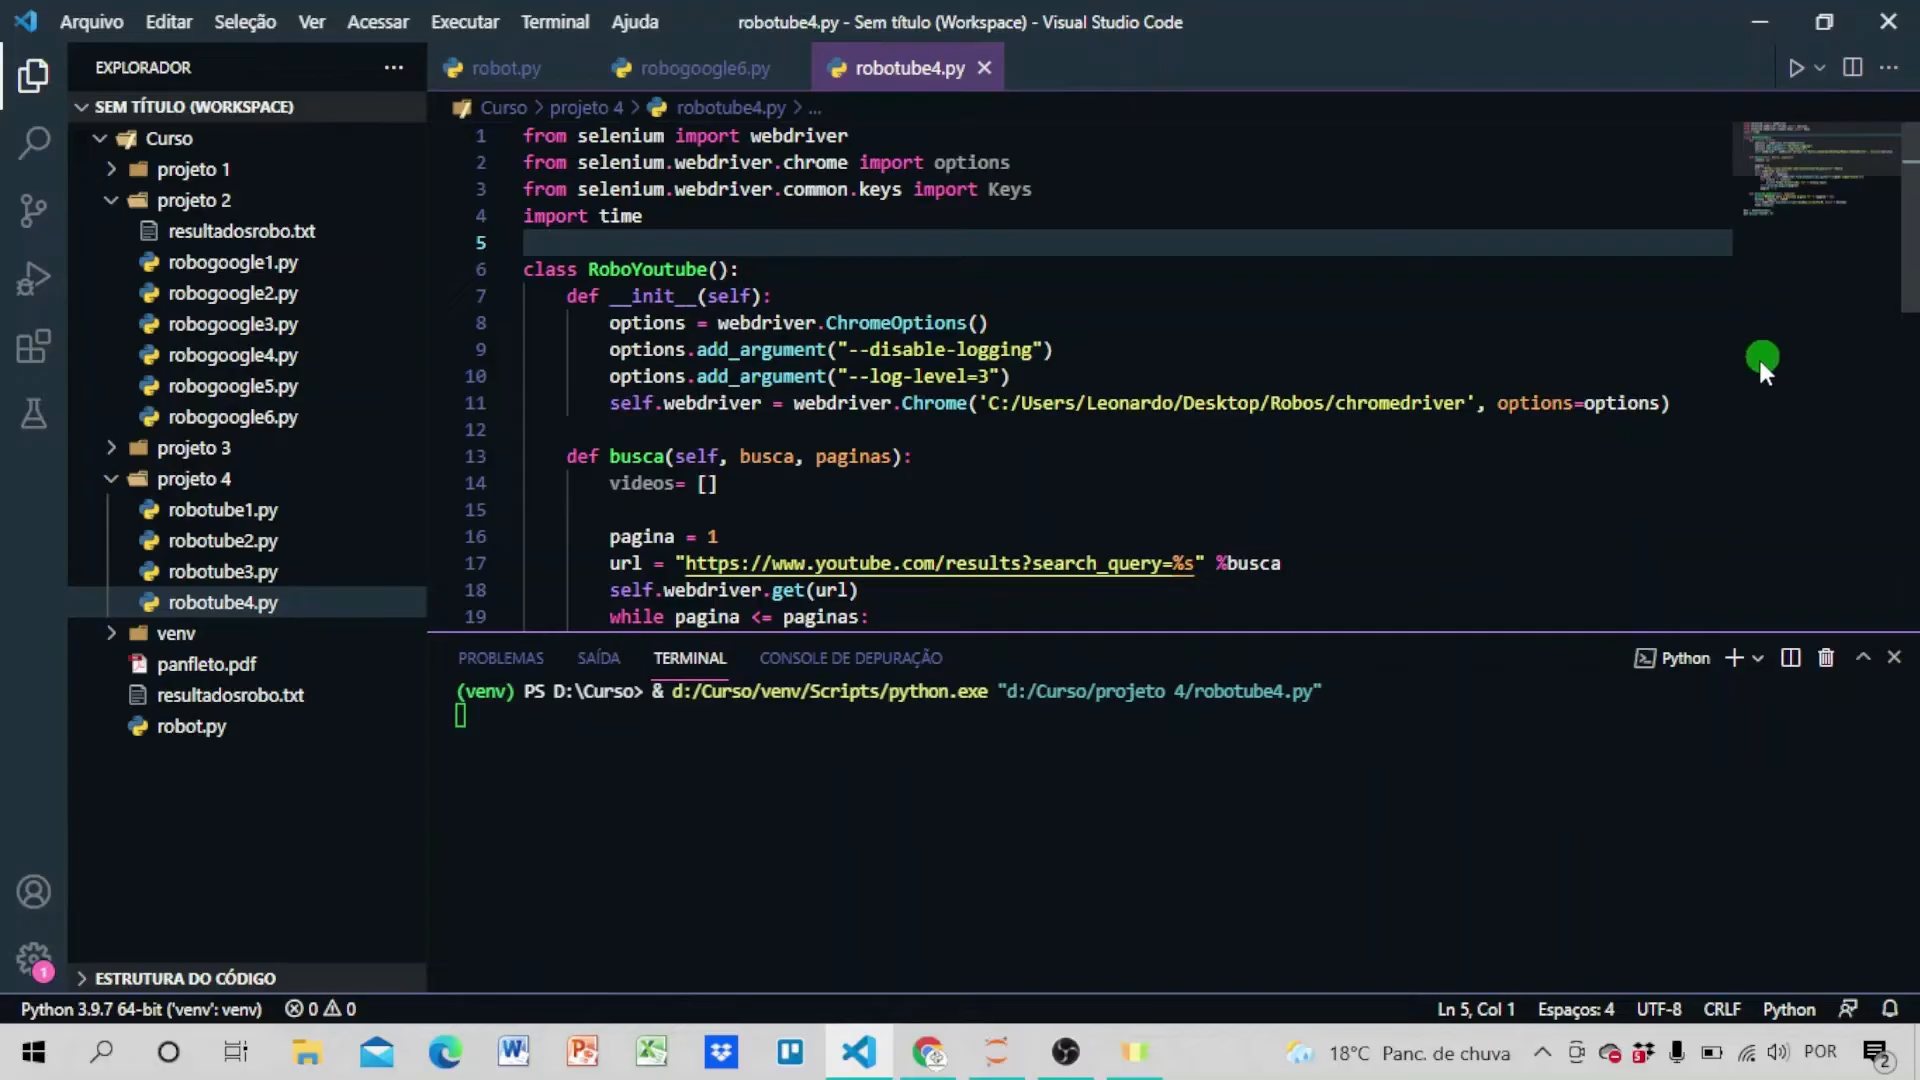 Arquivo Editar Seleção Ver Acessar Executar Terminal Ajuda
robotube4.py - Sem título (Workspace) - Visual Studio Code
EXPLORADOR
SEM TÍTULO (WORKSPACE)
Curso
projeto 1
projeto 2
resultadosrobo.txt
robogoogle1.py
robogoogle2.py
robogoogle3.py
robogoogle4.py
robogoogle5.py
robogoogle6.py
projeto 3
projeto 4
robotube1.py
robotube2.py
robotube3.py
robotube4.py
venv
panfleto.pdf
resultadosrobo.txt
robot.py
ESTRUTURA DO CÓDIGO
robot.py robogoogle6.py robotube4.py
Curso > projeto 4 > robotube4.py > ...
1 from selenium import webdriver
2 from selenium.webdriver.chrome import options
3 from selenium.webdriver.common.keys import Keys
4 import time
5
6 class RoboYoutube():
7 def __init__(self):
8 options = webdriver.ChromeOptions()
9 options.add_argument("--disable-logging")
10 options.add_argument("--log-level=3")
11 self.webdriver = webdriver.Chrome('C:/Users/Leonardo/Desktop/Robos/chromedriver', options=options)
12
13 def busca(self, busca, paginas):
14 videos= []
15
16 pagina = 1
17 url = "https://www.youtube.com/results?search_query=%s" %busca
18 self.webdriver.get(url)
19 while pagina <= paginas:
PROBLEMAS SAÍDA TERMINAL CONSOLE DE DEPURAÇÃO
Python
(venv) PS D:\Curso> & d:/Curso/venv/Scripts/python.exe "d:/Curso/projeto 4/robotube4.py"
1
Python 3.9.7 64-bit ('venv': venv) 0 0
Ln 5, Col 1 Espaços: 4 UTF-8 CRLF Python
18°C Panc. de chuva POR 2